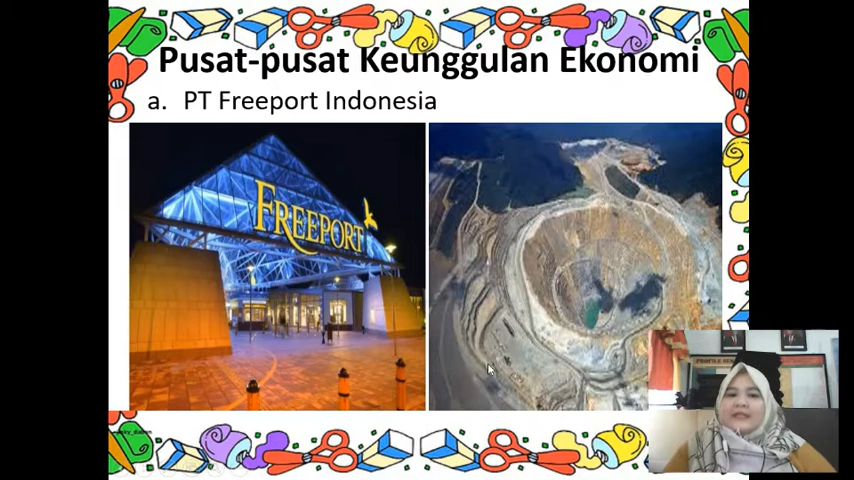 Pusat-pusat Keunggulan Ekonomi
a. PT Freeport Indonesia
FREEPORT